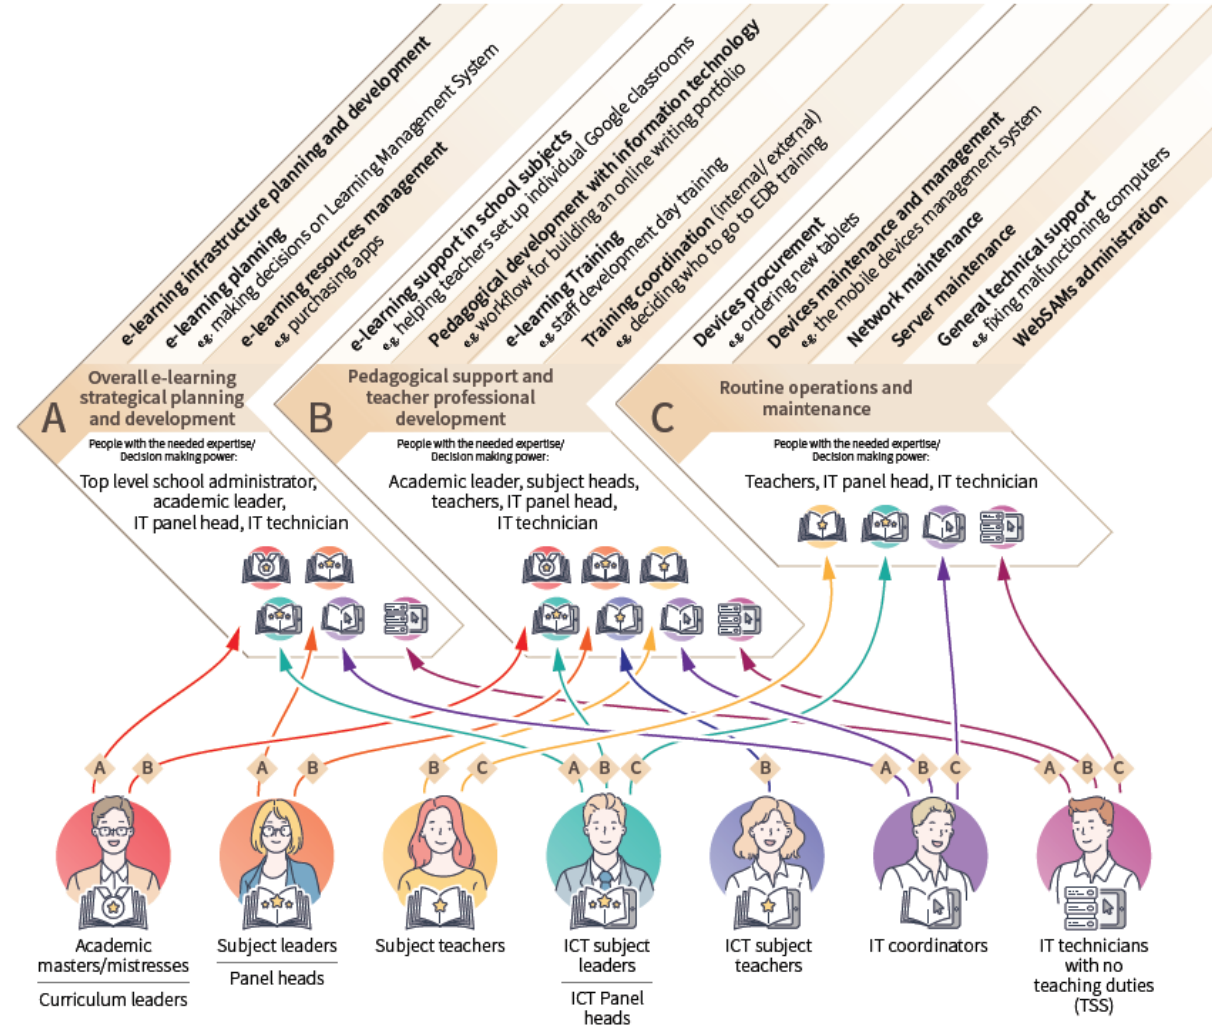 e-learning infrastructure planning and development
e-learning planning
e.g. making decisions on Learning Management System
e-learning resources management
e.g. purchasing apps
e-learning support in school subjects
e.g. helping teachers set up individual Google classrooms
Pedagogical development with information technology
e.g. workflow for building an online writing portfolio
e-learning Training
e.g. staff development day training
Training coordination (internal/ external)
e.g. deciding who to go to EDB training
Devices procurement
e.g. ordering new tablets
Devices maintenance and management
e.g. the mobile devices management system
Network maintenance
Server maintenance
General technical support
e.g. fixing malfunctioning computers
WebSAMs administration
A
Overall e-learning
strategical planning
and development
People with the needed expertise/
Decision making power:
Top level school administrator,
academic leader,
IT panel head, IT technician
B
Pedagogical support and
teacher professional
development
People with the needed expertise/
Decision making power:
Academic leader, subject heads,
teachers, IT panel head,
IT technician
C
Routine operations and
maintenance
People with the needed expertise/
Decision making power:
Teachers, IT panel head, IT technician
A B A B B C A B C B A B C A B C
Academic
masters/mistresses
Curriculum leaders
Subject leaders
Panel heads
Subject teachers
ICT subject
leaders
ICT Panel
heads
ICT subject
teachers
IT coordinators
IT technicians
with no
teaching duties
(TSS)